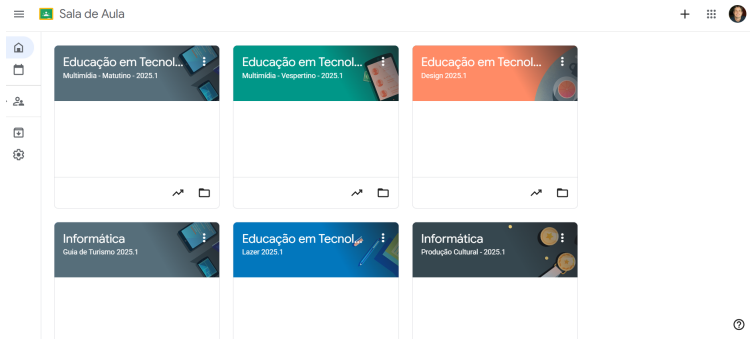 Sala de Aula
Educação em Tecnol...
Multimídia - Matutino - 2025.1
Educação em Tecnol...
Multimídia - Vespertino - 2025.1
Educação em Tecnol...
Design 2025.1
Informática
Guia de Turismo 2025.1
Educação em Tecnol...
Lazer 2025.1
Informática
Produção Cultural - 2025.1